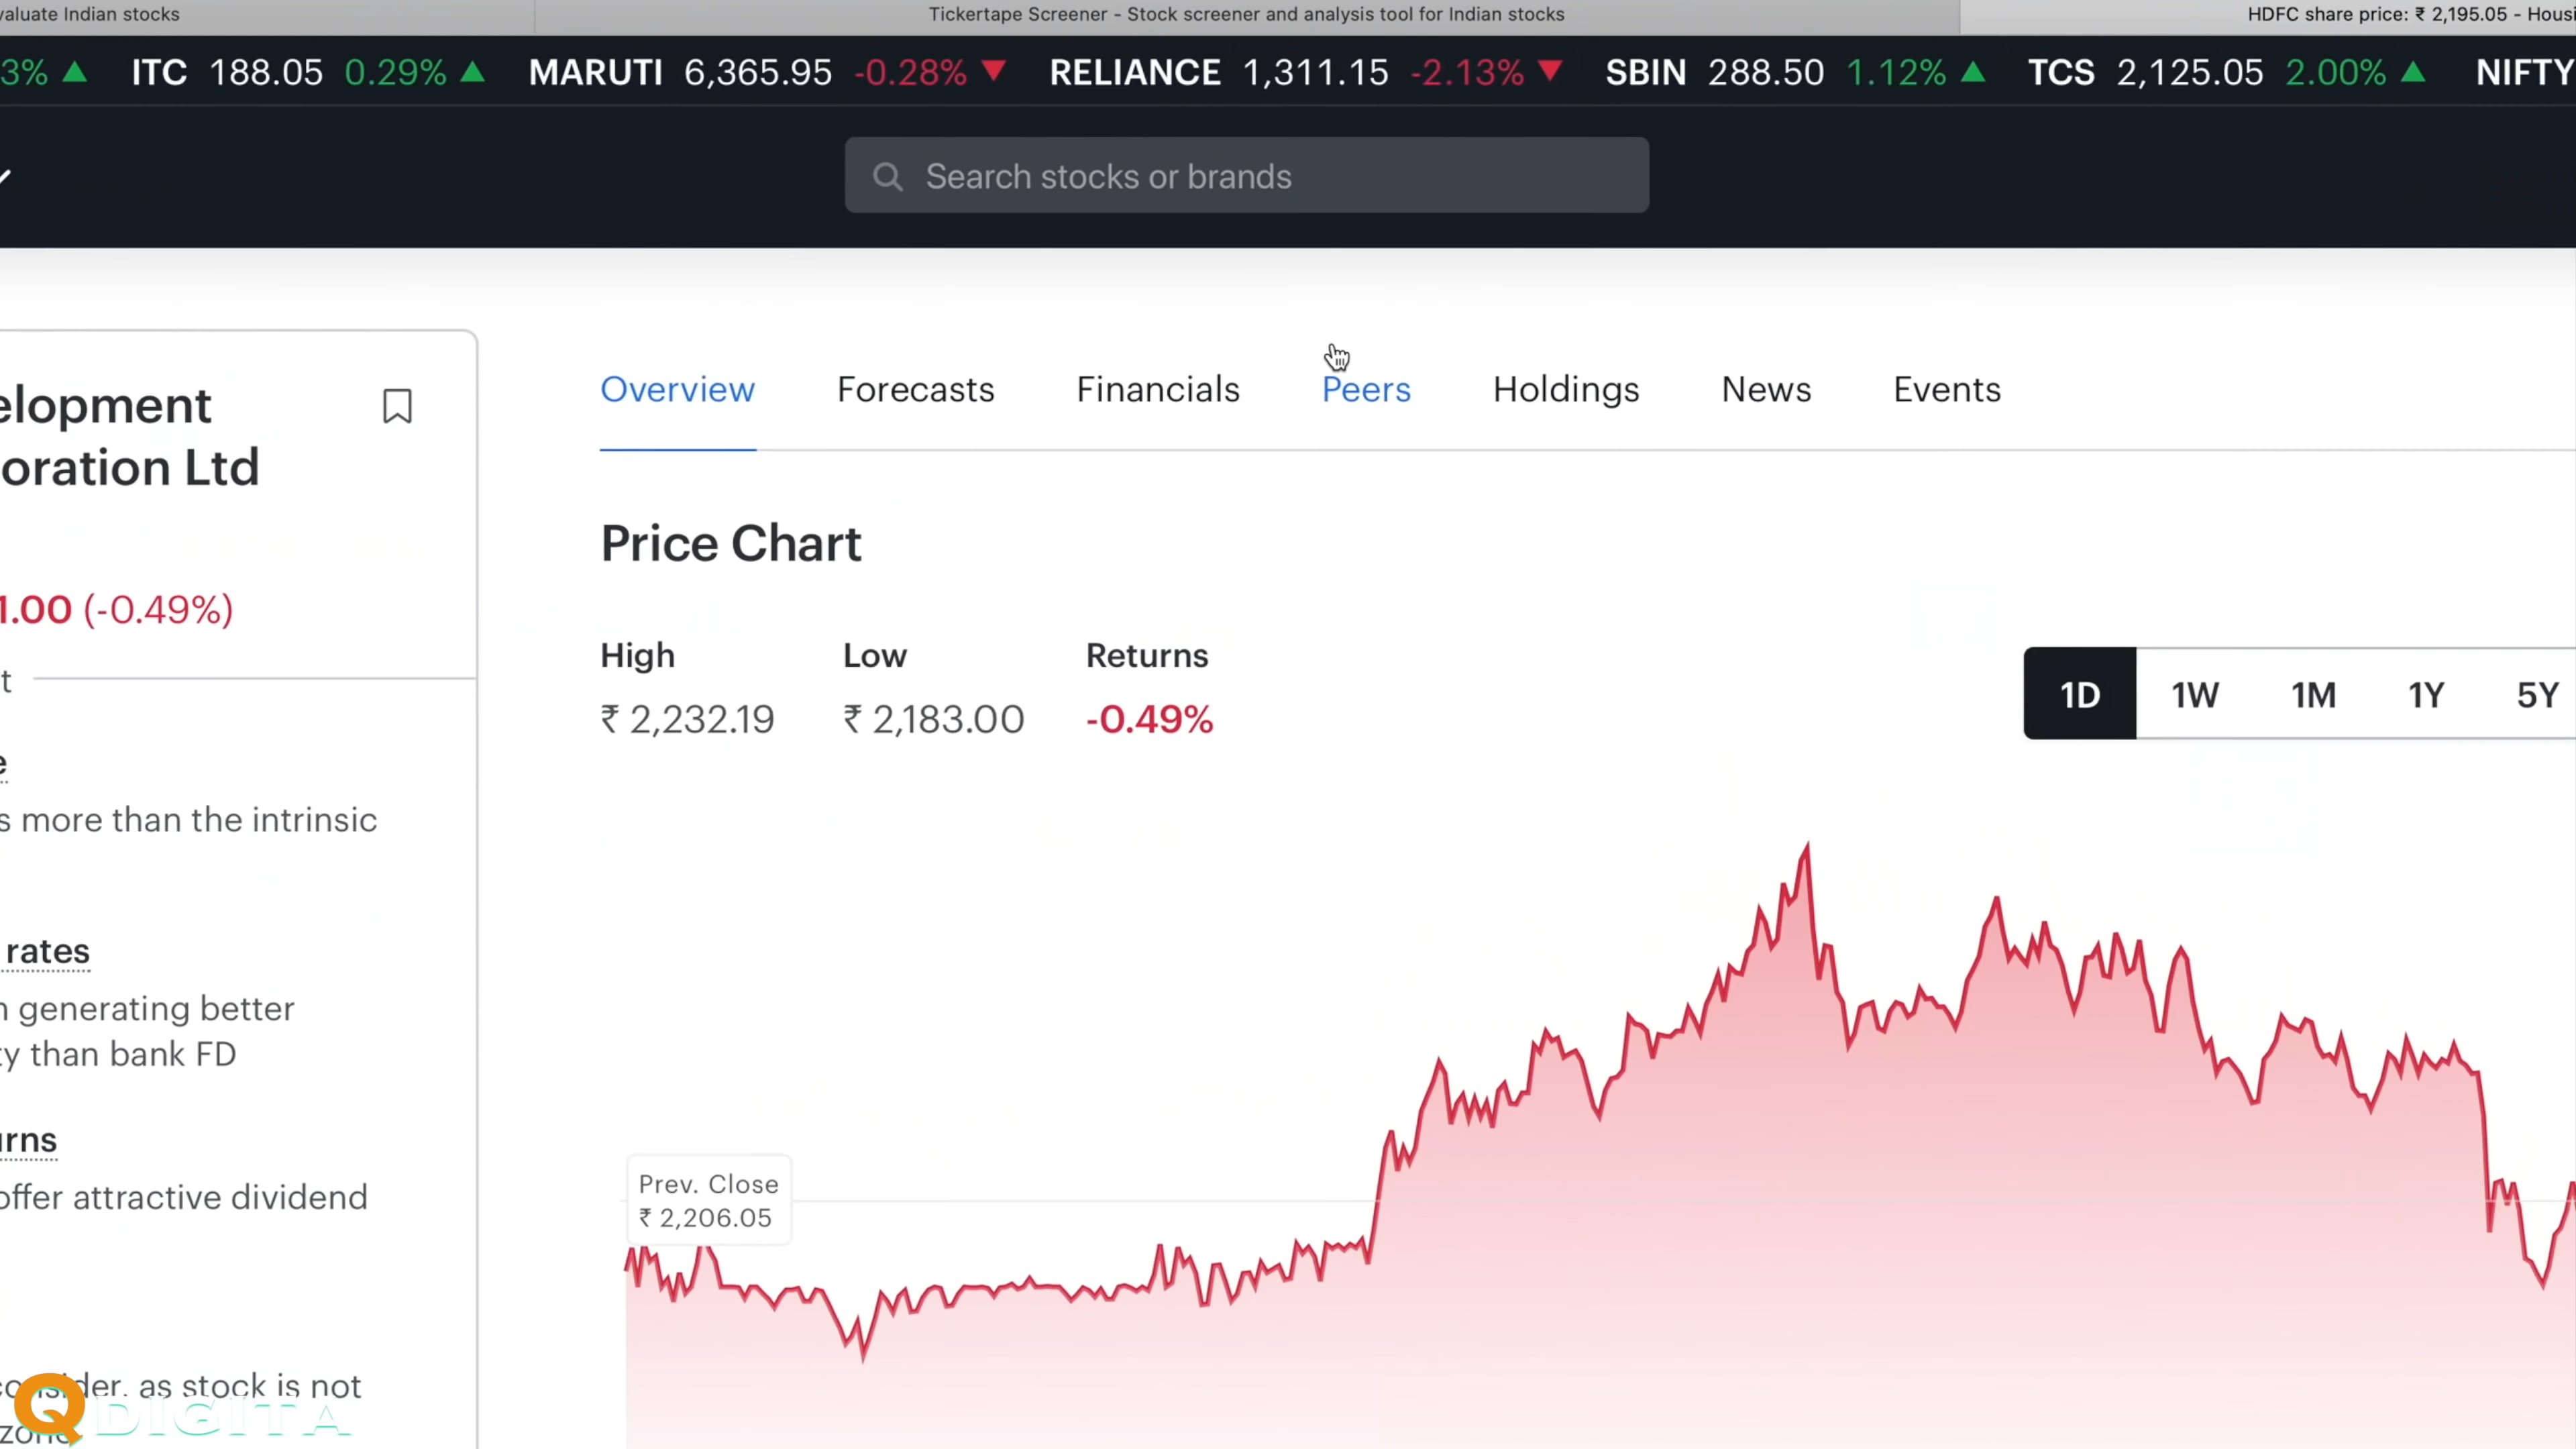 valuate Indian stocks
Tickertape Screener - Stock screener and analysis tool for Indian stocks
HDFC share price: ₹ 2,195.05 - Housi
3% ▲ ITC 188.05 0.29% ▲ MARUTI 6,365.95 -0.28% ▼ RELIANCE 1,311.15 -2.13% ▼ SBIN 288.50 1.12% ▲ TCS 2,125.05 2.00% ▲ NIFTY
Search stocks or brands
elopment
oration Ltd
1.00 (-0.49%)
t
e
s more than the intrinsic
rates
n generating better
ty than bank FD
urns
offer attractive dividend
consider, as stock is not
zone
Overview Forecasts Financials Peers Holdings News Events
Price Chart
High Low Returns
₹ 2,232.19 ₹ 2,183.00 -0.49%
1D 1W 1M 1Y 5Y
Prev. Close
₹ 2,206.05
QDIGITA